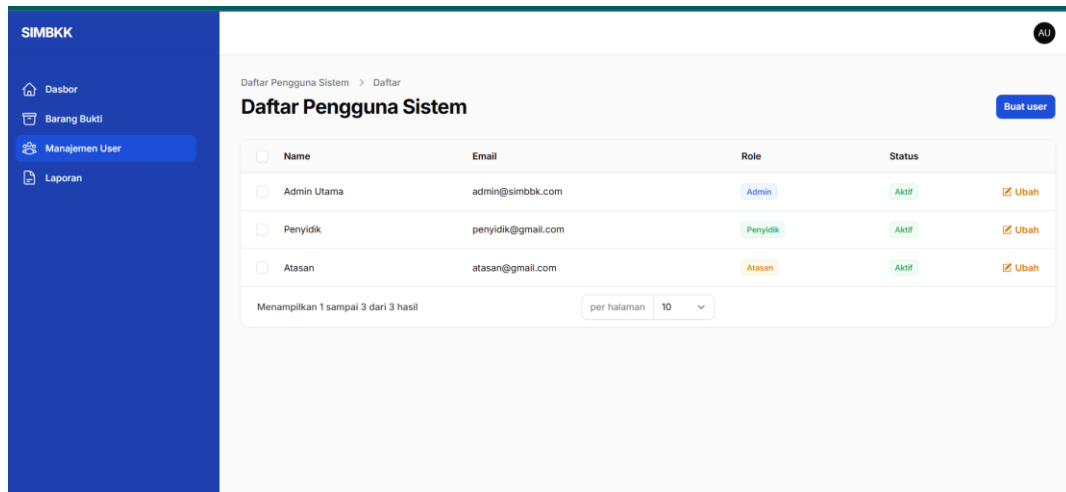 SIMBKK
AU
Dasbor
Barang Bukti
Manajemen User
Laporan
Daftar Pengguna Sistem > Daftar
Daftar Pengguna Sistem
Buat user
Name Email Role Status
Admin Utama admin@simbbk.com Admin Aktif Ubah
Penyidik penyidik@gmail.com Penyidik Aktif Ubah
Atasan atasan@gmail.com Atasan Aktif Ubah
Menampilkan 1 sampai 3 dari 3 hasil per halaman 10